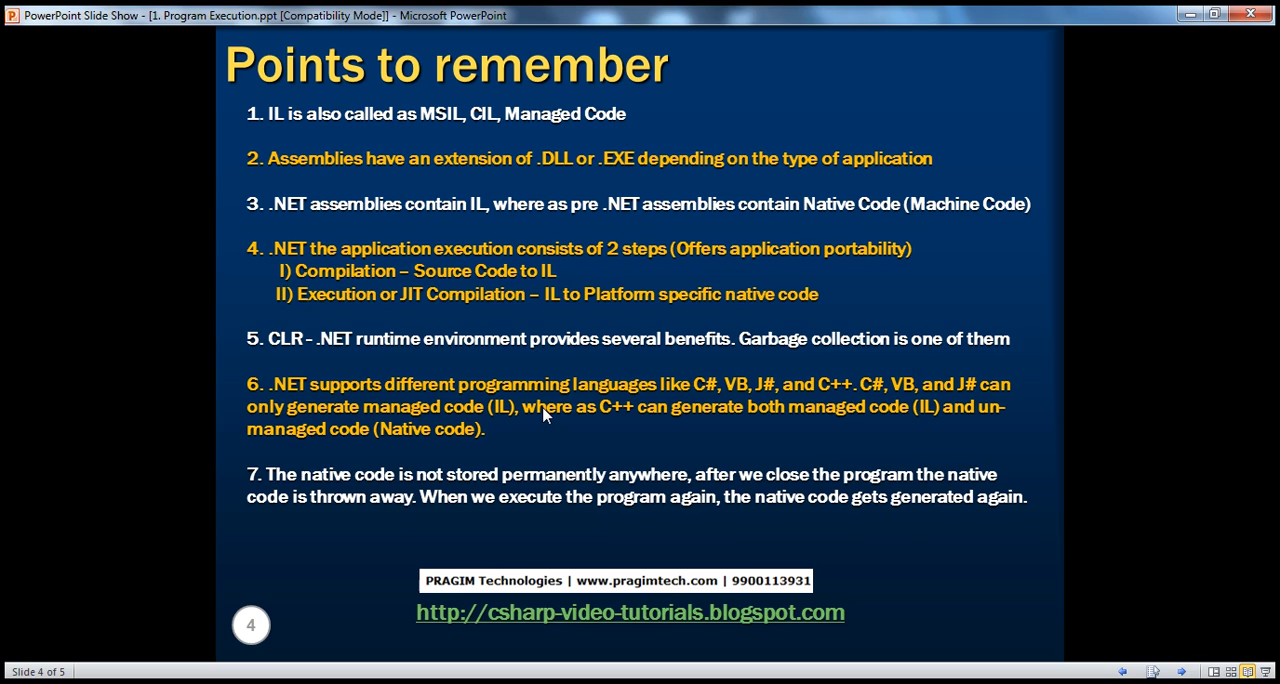 PowerPoint Slide Show - [1. Program Execution.ppt [Compatibility Mode]] - Microsoft PowerPoint
Points to remember
1. IL is also called as MSIL, CIL, Managed Code
2. Assemblies have an extension of .DLL or .EXE depending on the type of application
3. .NET assemblies contain IL, where as pre .NET assemblies contain Native Code (Machine Code)
4. .NET the application execution consists of 2 steps (Offers application portability)
I) Compilation – Source Code to IL
II) Execution or JIT Compilation – IL to Platform specific native code
5. CLR - .NET runtime environment provides several benefits. Garbage collection is one of them
6. .NET supports different programming languages like C#, VB, J#, and C++. C#, VB, and J# can
only generate managed code (IL), where as C++ can generate both managed code (IL) and un-
managed code (Native code).
7. The native code is not stored permanently anywhere, after we close the program the native
code is thrown away. When we execute the program again, the native code gets generated again.
PRAGIM Technologies | www.pragimtech.com | 9900113931
http://csharp-video-tutorials.blogspot.com
4
Slide 4 of 5